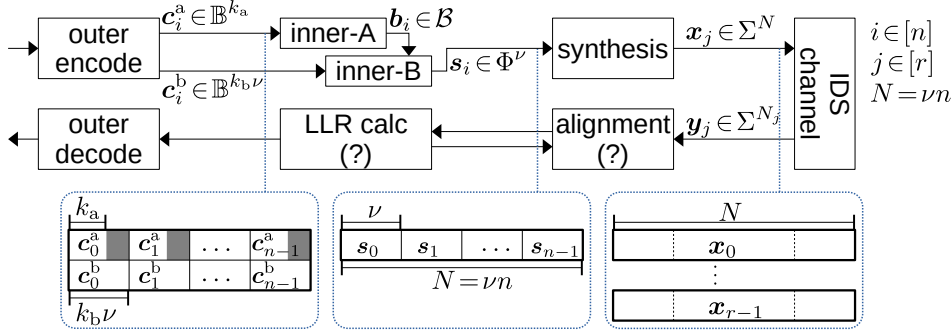 outer encode
c_i^a ∈ 𝔹^{k_a}
inner-A
b_i ∈ ℬ
c_i^b ∈ 𝔹^{k_b ν}
inner-B
s_i ∈ Φ^ν
synthesis
x_j ∈ Σ^N
IDS channel
i ∈ [n]
j ∈ [r]
N = νn
outer decode
LLR calc (?)
alignment (?)
y_j ∈ Σ^{N_j}
k_a
c_0^a c_1^a ... c_{n−1}^a
c_0^b c_1^b ... c_{n−1}^b
k_b ν
ν
s_0 s_1 ... s_{n−1}
N = νn
N
x_0
⋮
x_{r−1}